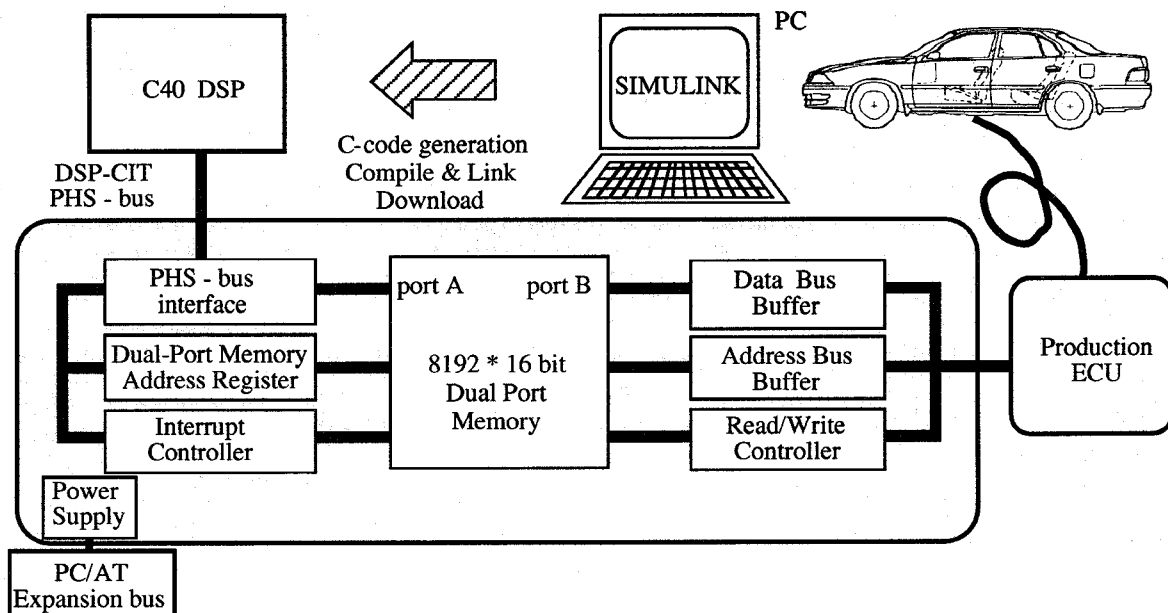 PC
C40 DSP
SIMULINK
C-code generation
Compile & Link
Download
DSP-CIT
PHS - bus
PHS - bus
interface
port A
port B
Data Bus
Buffer
Dual-Port Memory
Address Register
8192 * 16 bit
Dual Port
Memory
Address Bus
Buffer
Production
ECU
Interrupt
Controller
Read/Write
Controller
Power
Supply
PC/AT
Expansion bus